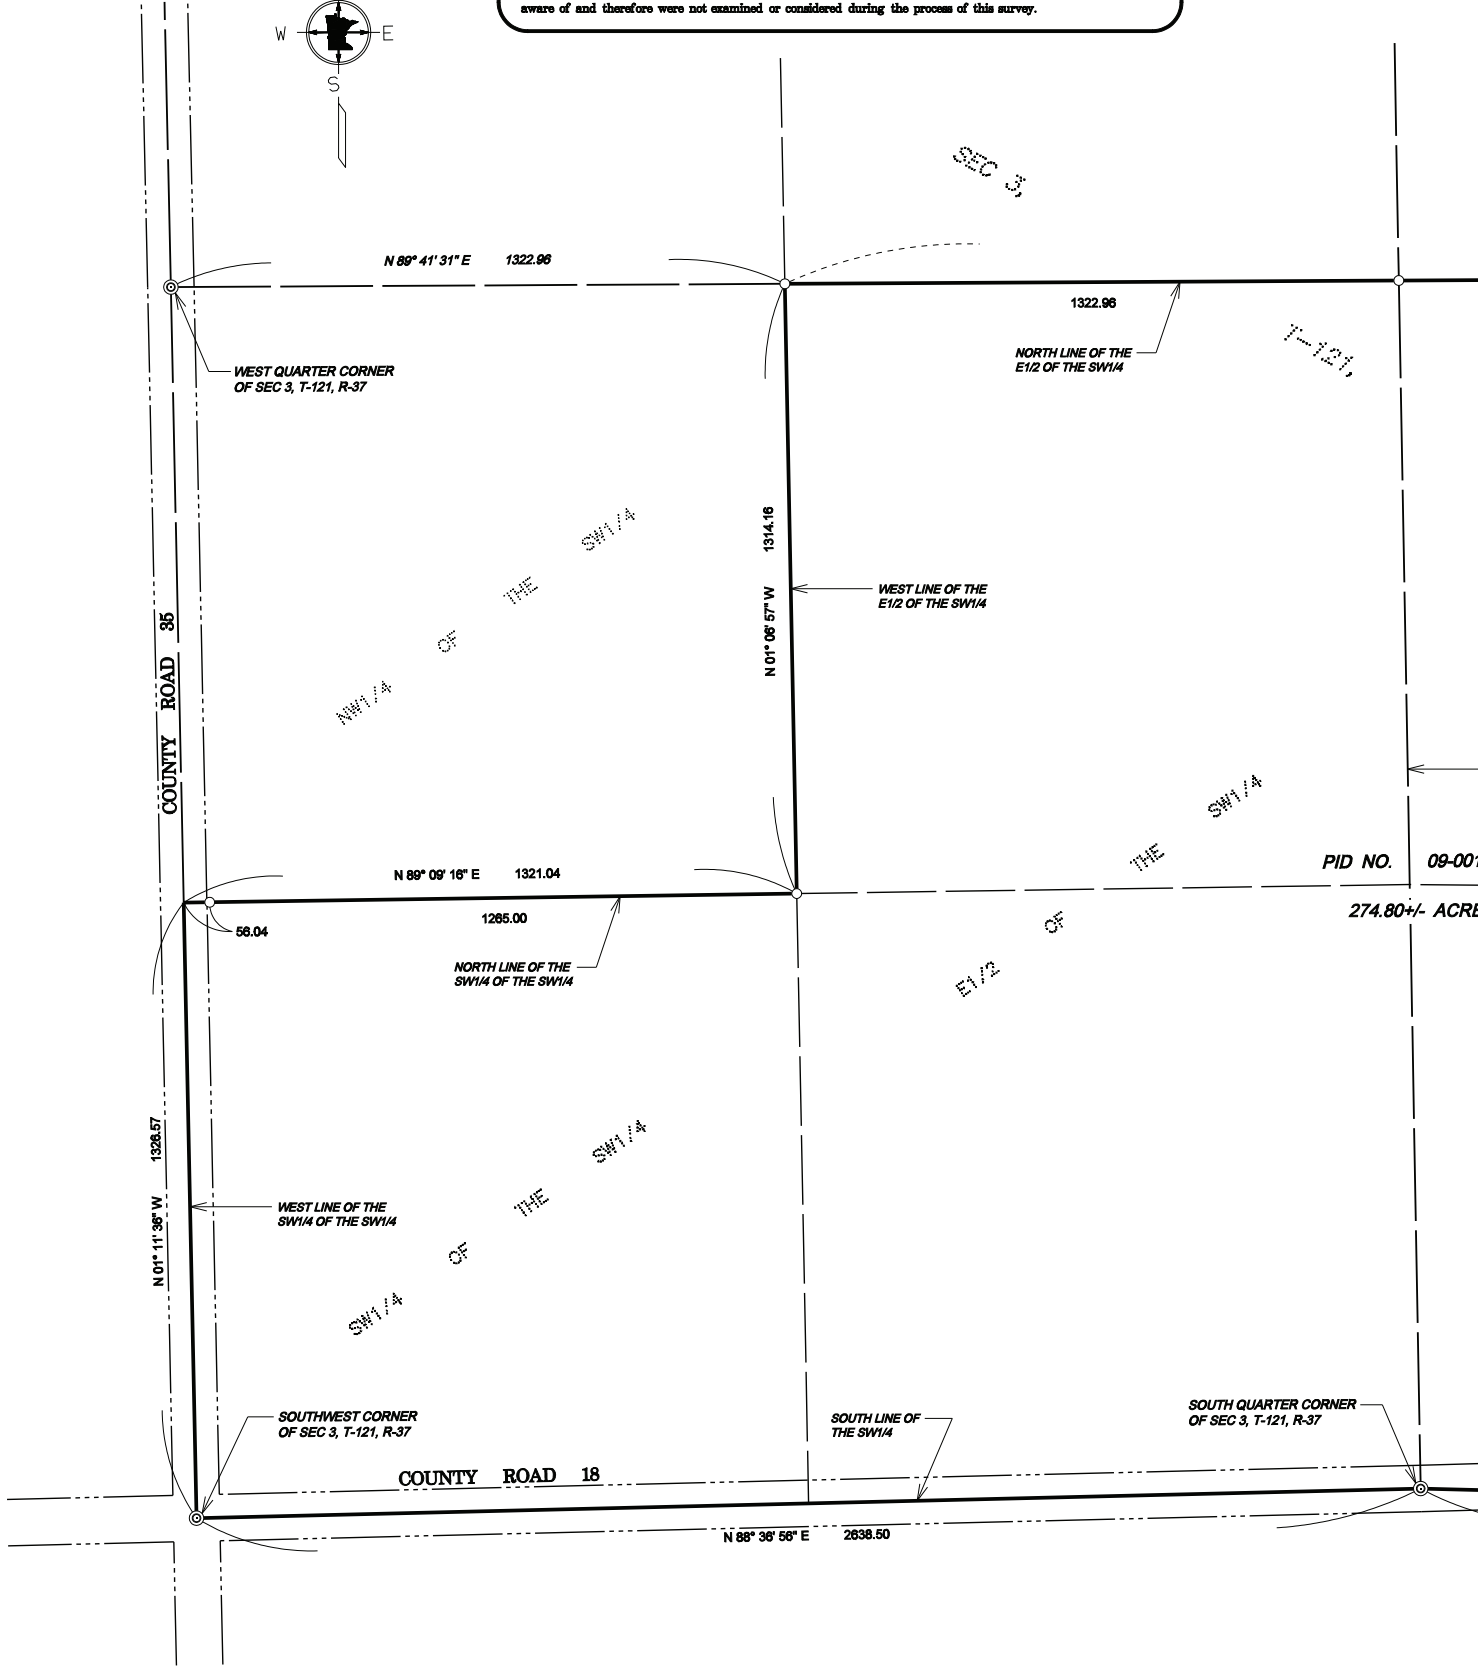 aware of and therefore were not examined or considered during the process of this survey.
W E
S
SEC 3,
N 89° 41' 31" E 1322.96
1322.96
NORTH LINE OF THE
E1/2 OF THE SW1/4
T-121,
WEST QUARTER CORNER
OF SEC 3, T-121, R-37
NW1/4 OF THE SW1/4
N 01° 06' 57" W 1314.16
WEST LINE OF THE
E1/2 OF THE SW1/4
COUNTY ROAD 35
E1/2 OF THE SW1/4
PID NO. 09-001
274.80+/- ACRE
N 89° 09' 16" E 1321.04
1265.00
56.04
NORTH LINE OF THE
SW1/4 OF THE SW1/4
N 01° 11' 36" W 1326.57
SW1/4 OF THE SW1/4
WEST LINE OF THE
SW1/4 OF THE SW1/4
SOUTHWEST CORNER
OF SEC 3, T-121, R-37
SOUTH LINE OF
THE SW1/4
SOUTH QUARTER CORNER
OF SEC 3, T-121, R-37
COUNTY ROAD 18
N 88° 36' 56" E 2638.50